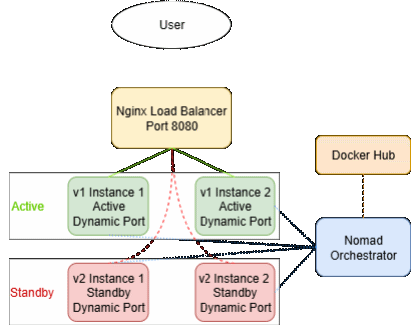 User
Nginx Load Balancer
Port 8080
Docker Hub
Active
v1 Instance 1
Active
Dynamic Port
v1 Instance 2
Active
Dynamic Port
Nomad
Orchestrator
Standby
v2 Instance 1
Standby
Dynamic Port
v2 Instance 2
Standby
Dynamic Port